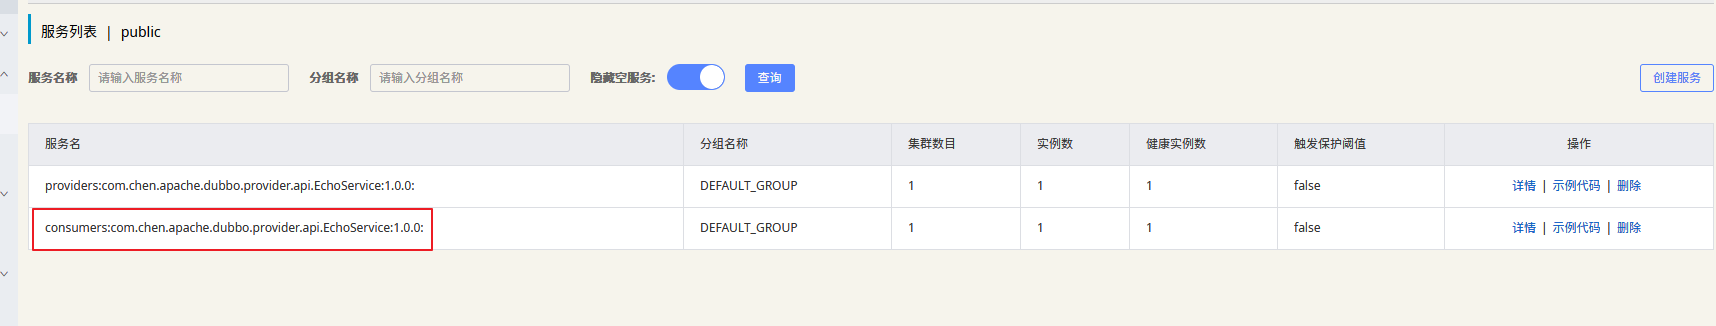 服务列表 | public
服务名称 请输入服务名称 分组名称 请输入分组名称 隐藏空服务: 查询 创建服务
服务名 分组名称 集群数目 实例数 健康实例数 触发保护阈值 操作
providers:com.chen.apache.dubbo.provider.api.EchoService:1.0.0: DEFAULT_GROUP 1 1 1 false 详情 | 示例代码 | 删除
consumers:com.chen.apache.dubbo.provider.api.EchoService:1.0.0: DEFAULT_GROUP 1 1 1 false 详情 | 示例代码 | 删除